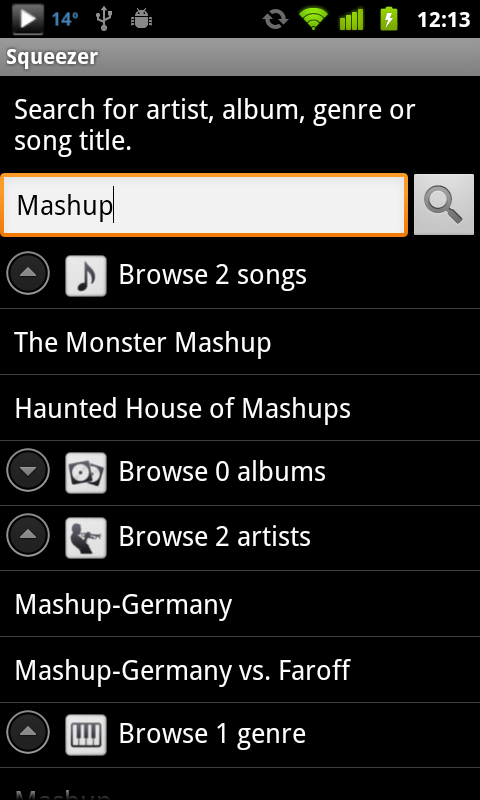 14°
12:13
Squeezer
Search for artist, album, genre or
song title.
Mashup
Browse 2 songs
The Monster Mashup
Haunted House of Mashups
Browse 0 albums
Browse 2 artists
Mashup-Germany
Mashup-Germany vs. Faroff
Browse 1 genre
Mashup